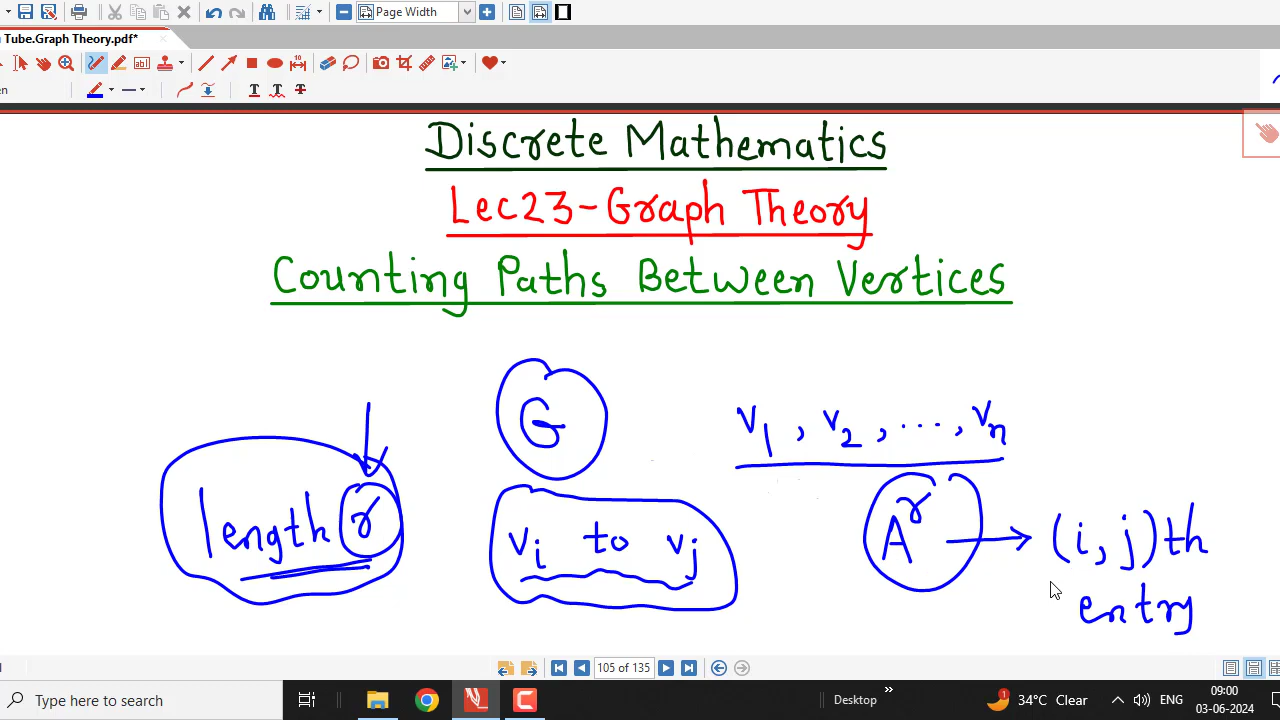 Page Width
Tube.Graph Theory.pdf*
Discrete Mathematics
Lec23-Graph Theory
Counting Paths Between Vertices
G
v1, v2, ..., vn
length r
vi to vj
A^r → (i, j)th
entry
105 of 135
Type here to search
Desktop
34°C Clear
ENG
09:00
03-06-2024